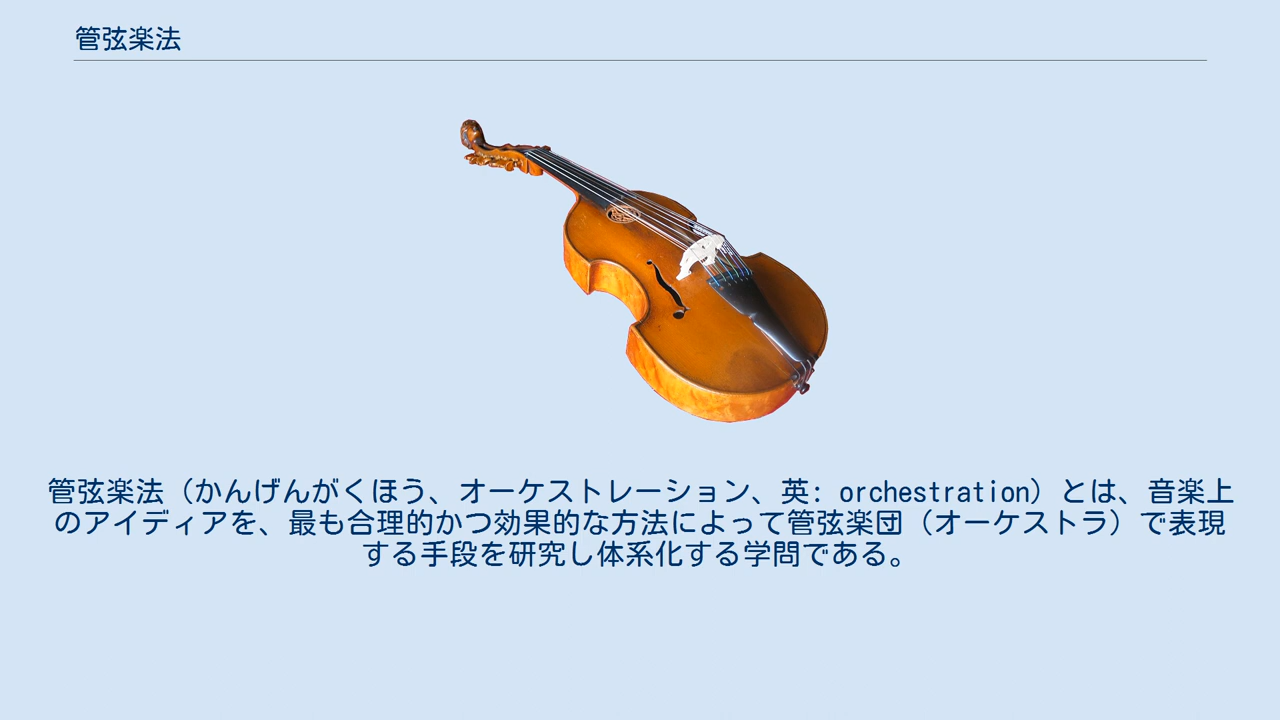 管弦楽法
管弦楽法（かんげんがくほう、オーケストレーション、英: orchestration）とは、音楽上
のアイディアを、最も合理的かつ効果的な方法によって管弦楽団（オーケストラ）で表現
する手段を研究し体系化する学問である。